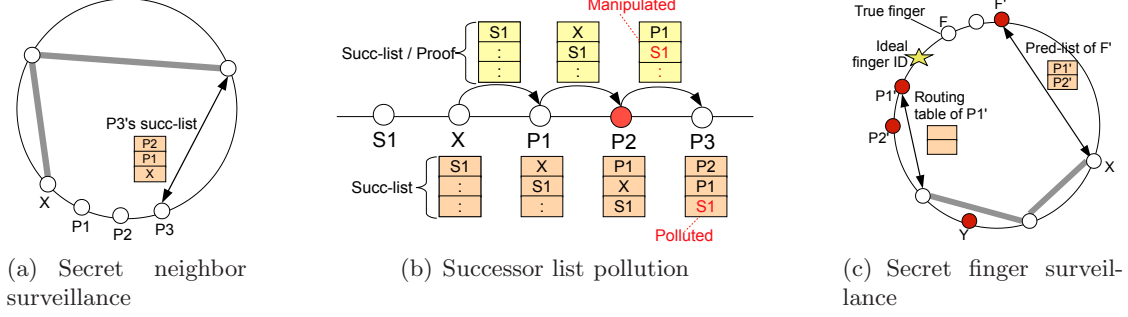 P3's succ-list
P2
P1
X
X
P1
P2
P3
(a) Secret neighbor
surveillance
Manipulated
Succ-list / Proof
S1
:
:
X
S1
:
P1
S1
:
S1
X
P1
P2
P3
Succ-list
S1
:
:
X
S1
:
P1
X
S1
P2
P1
S1
Polluted
(b) Successor list pollution
True finger
F
F'
Ideal
finger ID
Pred-list of F'
P1'
P2'
P1'
Routing
table of P1'
P2'
X
Y
(c) Secret finger surveil-
lance